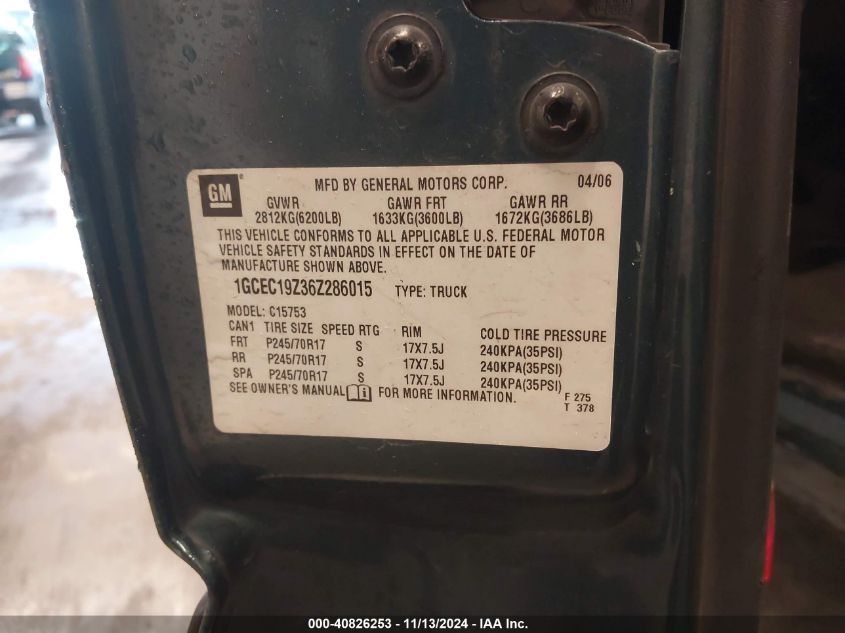 GM
MFD BY GENERAL MOTORS CORP. 04/06
GVWR GAWR FRT GAWR RR
2812KG(6200LB) 1633KG(3600LB) 1672KG(3686LB)
THIS VEHICLE CONFORMS TO ALL APPLICABLE U.S. FEDERAL MOTOR
VEHICLE SAFETY STANDARDS IN EFFECT ON THE DATE OF
MANUFACTURE SHOWN ABOVE.
1GCEC19Z36Z286015 TYPE: TRUCK
MODEL: C15753
CAN1 TIRE SIZE SPEED RTG RIM COLD TIRE PRESSURE
FRT P245/70R17 S 17X7.5J 240KPA(35PSI)
RR P245/70R17 S 17X7.5J 240KPA(35PSI)
SPA P245/70R17 S 17X7.5J 240KPA(35PSI)
SEE OWNER'S MANUAL i FOR MORE INFORMATION. F 275
T 378
000-40826253 - 11/13/2024 - IAA Inc.